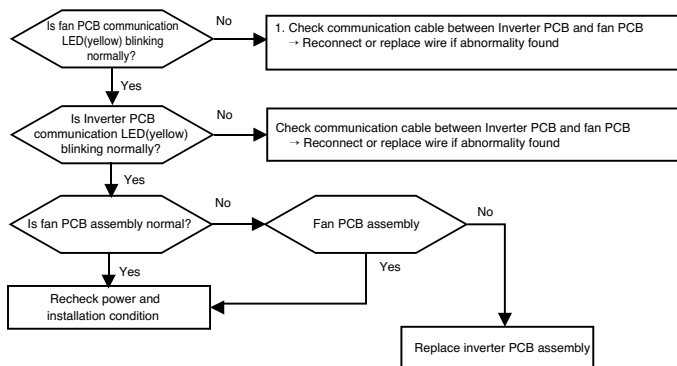 Is fan PCB communication
LED(yellow) blinking
normally?
No
1. Check communication cable between Inverter PCB and fan PCB
→ Reconnect or replace wire if abnormality found
Yes
Is Inverter PCB
communication LED(yellow)
blinking normally?
No
Check communication cable between Inverter PCB and fan PCB
→ Reconnect or replace wire if abnormality found
Yes
Is fan PCB assembly normal?
No
Fan PCB assembly
No
Yes
Yes
Recheck power and
installation condition
Replace inverter PCB assembly